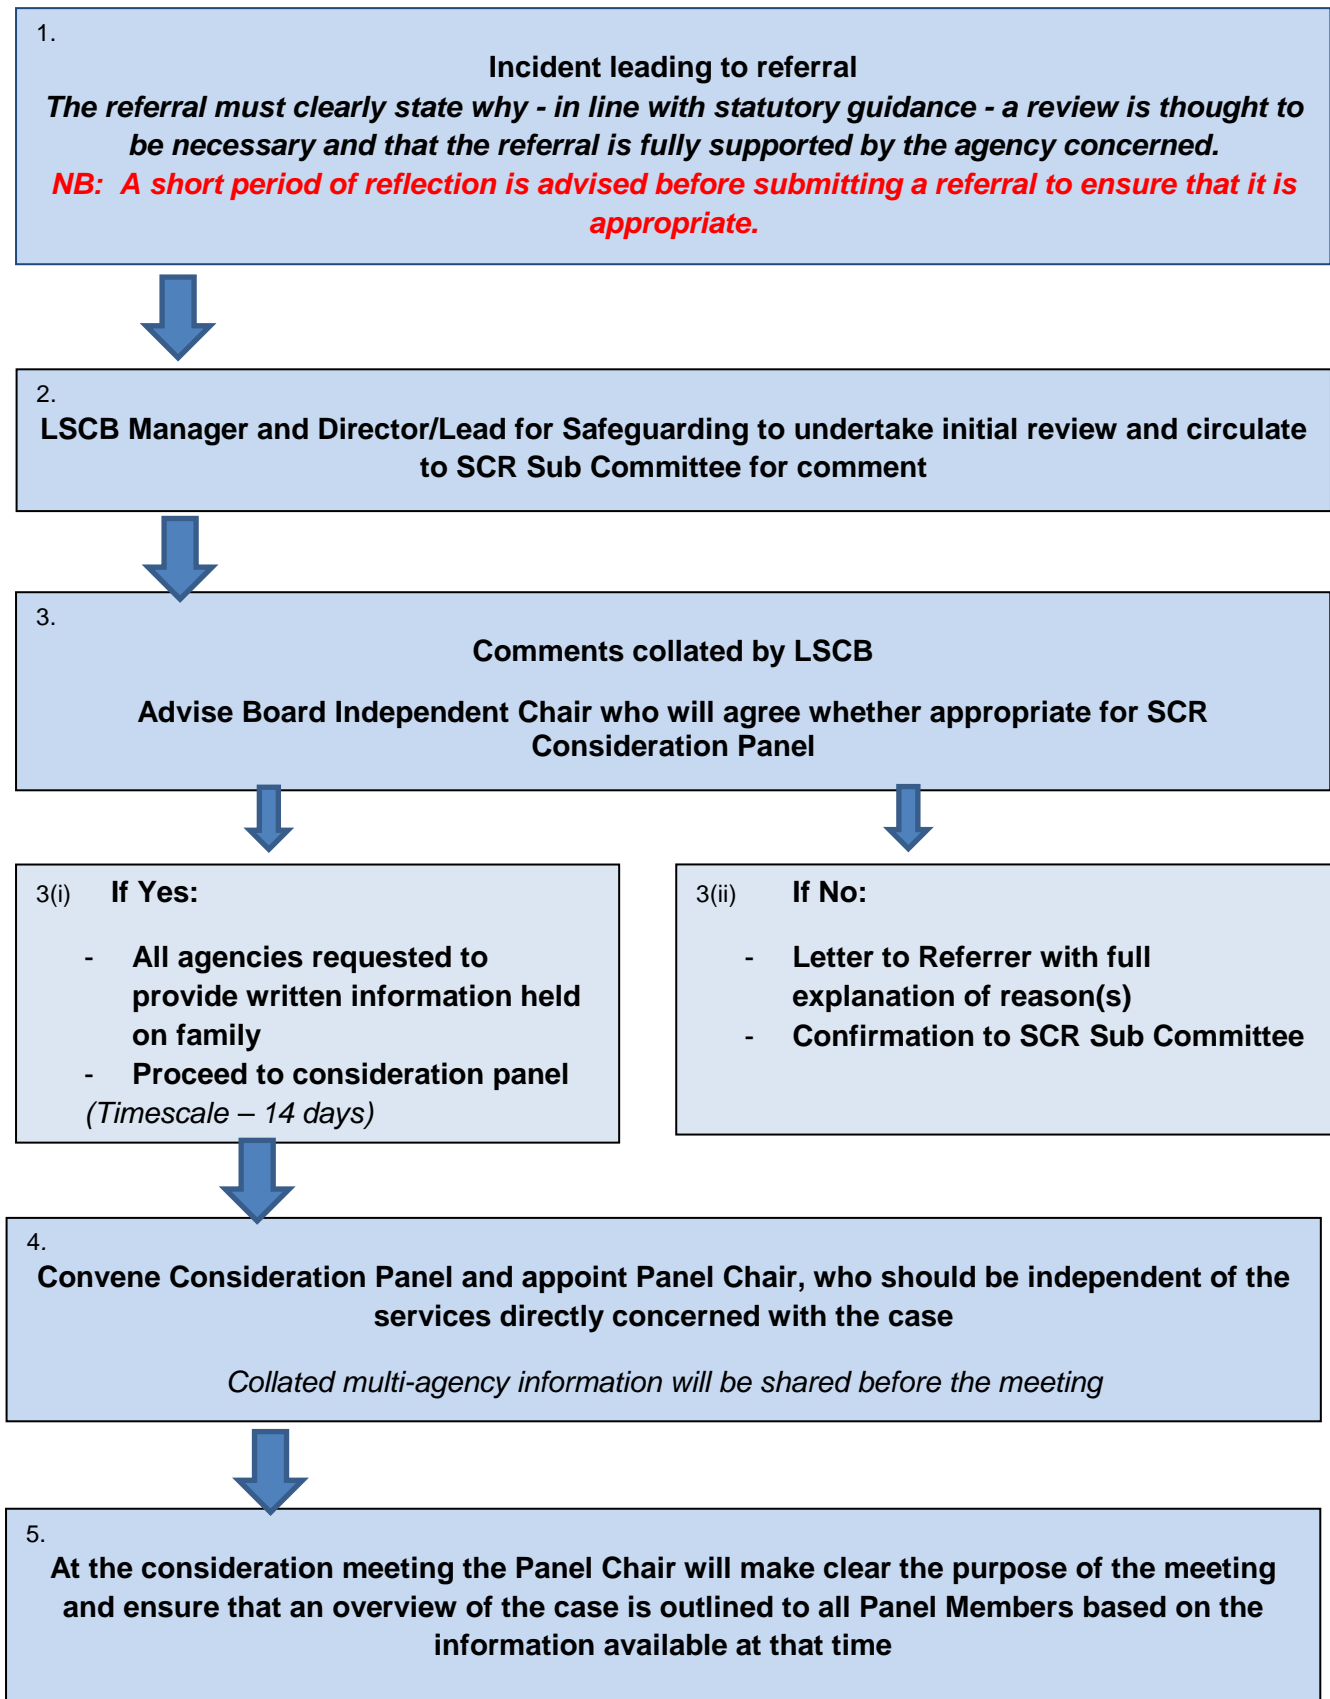 1.
Incident leading to referral
The referral must clearly state why - in line with statutory guidance - a review is thought to
be necessary and that the referral is fully supported by the agency concerned.
NB:  A short period of reflection is advised before submitting a referral to ensure that it is
appropriate.
2.
LSCB Manager and Director/Lead for Safeguarding to undertake initial review and circulate
to SCR Sub Committee for comment
3.
Comments collated by LSCB
Advise Board Independent Chair who will agree whether appropriate for SCR
Consideration Panel
3(i) If Yes:
- All agencies requested to
provide written information held
on family
- Proceed to consideration panel
(Timescale – 14 days)
3(ii) If No:
- Letter to Referrer with full
explanation of reason(s)
- Confirmation to SCR Sub Committee
4.
Convene Consideration Panel and appoint Panel Chair, who should be independent of the
services directly concerned with the case
Collated multi-agency information will be shared before the meeting
5.
At the consideration meeting the Panel Chair will make clear the purpose of the meeting
and ensure that an overview of the case is outlined to all Panel Members based on the
information available at that time